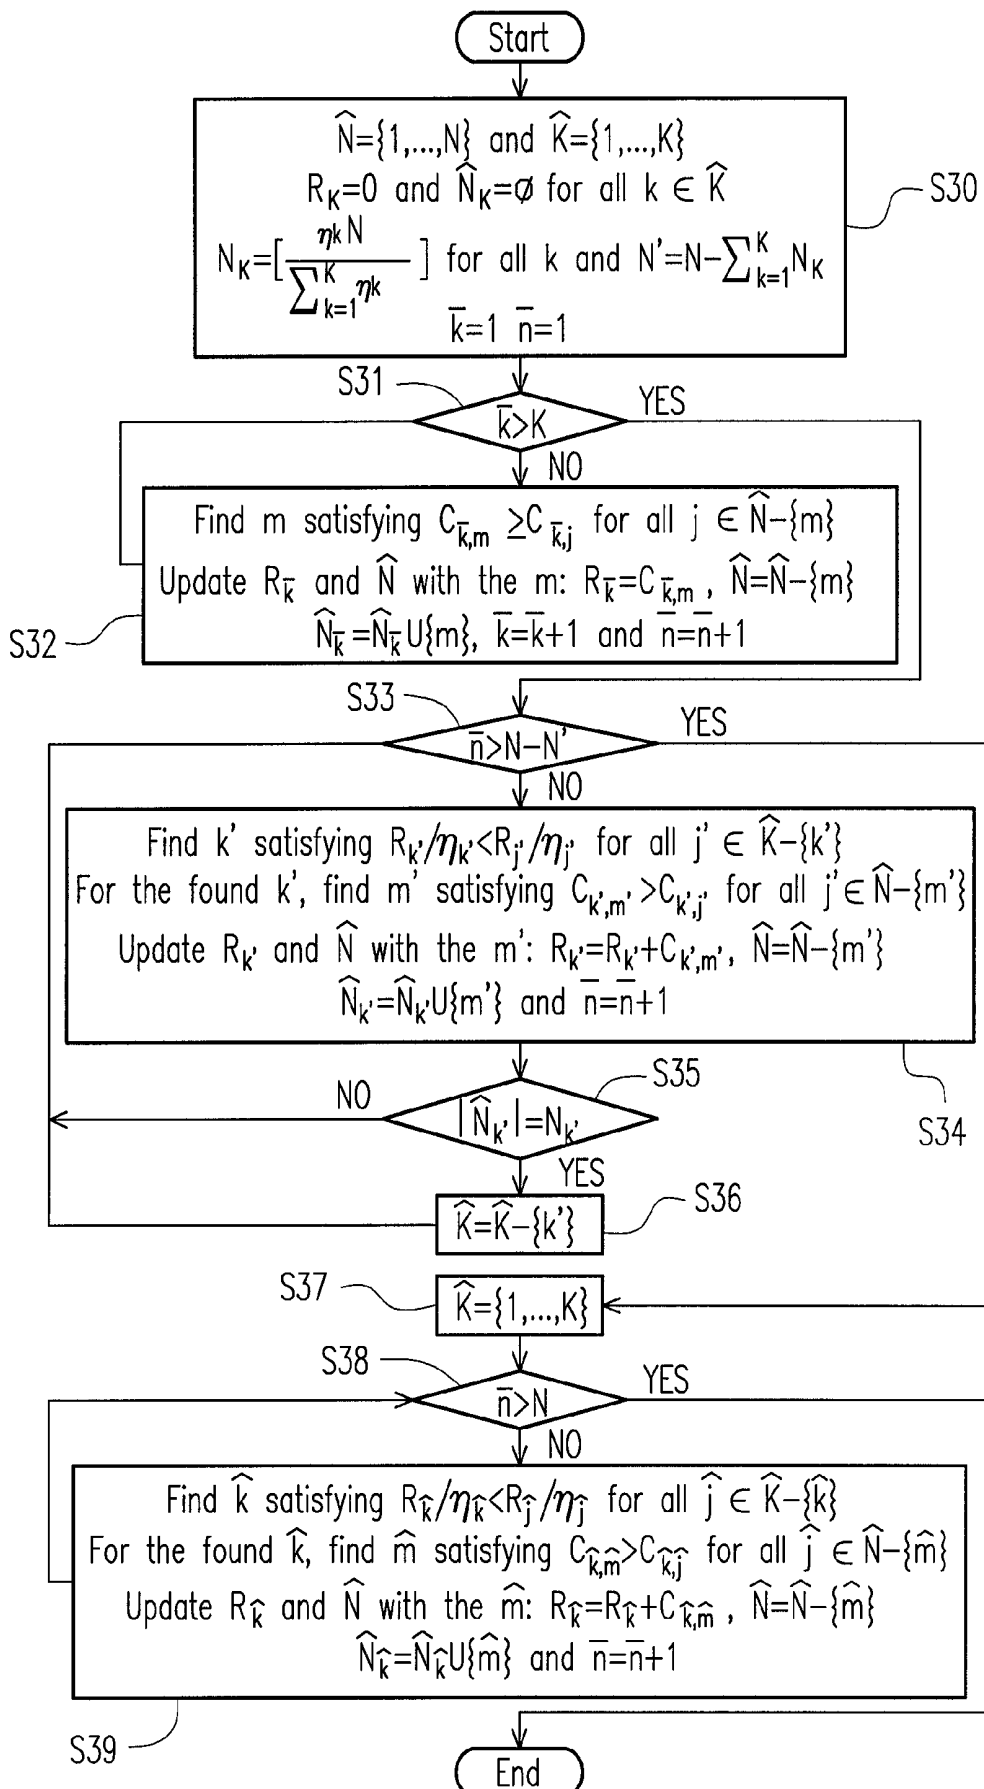 Start
N̂={1,...,N} and K̂={1,...,K}
R_K=0 and N̂_K=ø for all k ∈ K̂
N_K=[ηkN / ∑^K_{k=1} ηk] for all k and N'=N−∑^K_{k=1} N_K
k̅=1 n̅=1
S30
S31
k̅>K
YES
NO
Find m satisfying C_{k̅,m} ≥ C_{k̅,j} for all j ∈ N̂−{m}
Update R_k̅ and N̂ with the m: R_k̅=C_{k̅,m} , N̂=N̂−{m}
N̂_k̅=N̂_k̅U{m}, k̅=k̅+1 and n̅=n̅+1
S32
S33
n̅>N−N'
YES
NO
Find k' satisfying R_k'/η_k'<R_j'/η_j' for all j' ∈ K̂−{k'}
For the found k', find m' satisfying C_{k',m'}>C_{k',j'} for all j'∈ N̂−{m'}
Update R_k' and N̂ with the m': R_k'=R_k'+C_{k',m'}, N̂=N̂−{m'}
N̂_k'=N̂_k'U{m'} and n̅=n̅+1
S34
S35
|N̂_k'|=N_k'
NO
YES
K̂=K̂−{k'}
S36
S37
K̂={1,...,K}
S38
n̅>N
YES
NO
Find k̂ satisfying R_k̂/η_k̂<R_ĵ/η_ĵ for all ĵ ∈ K̂−{k̂}
For the found k̂, find m̂ satisfying C_{k̂,m̂}>C_{k̂,ĵ} for all ĵ ∈ N̂−{m̂}
Update R_k̂ and N̂ with the m̂: R_k̂=R_k̂+C_{k̂,m̂} , N̂=N̂−{m̂}
N̂_k̂=N̂_k̂U{m̂} and n̅=n̅+1
S39
End